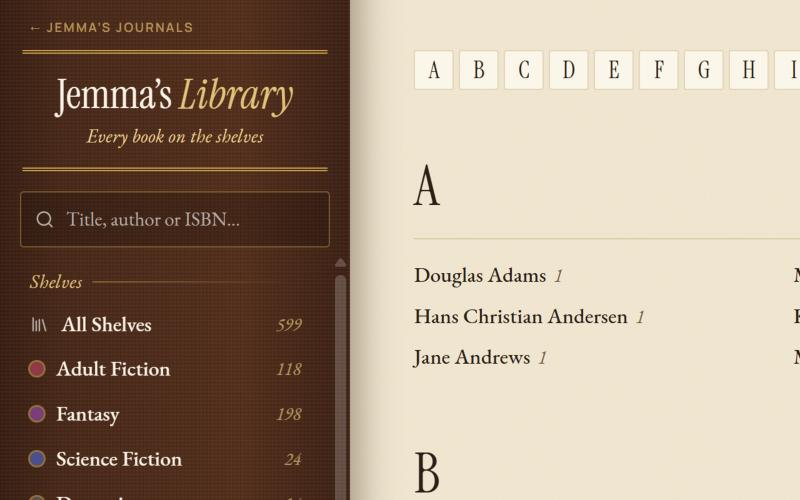 ← JEMMA'S JOURNALS
Jemma's Library
Every book on the shelves
Title, author or ISBN...
Shelves
All Shelves 599
Adult Fiction 118
Fantasy 198
Science Fiction 24
A B C D E F G H I
A
Douglas Adams 1
Hans Christian Andersen 1
Jane Andrews 1
B